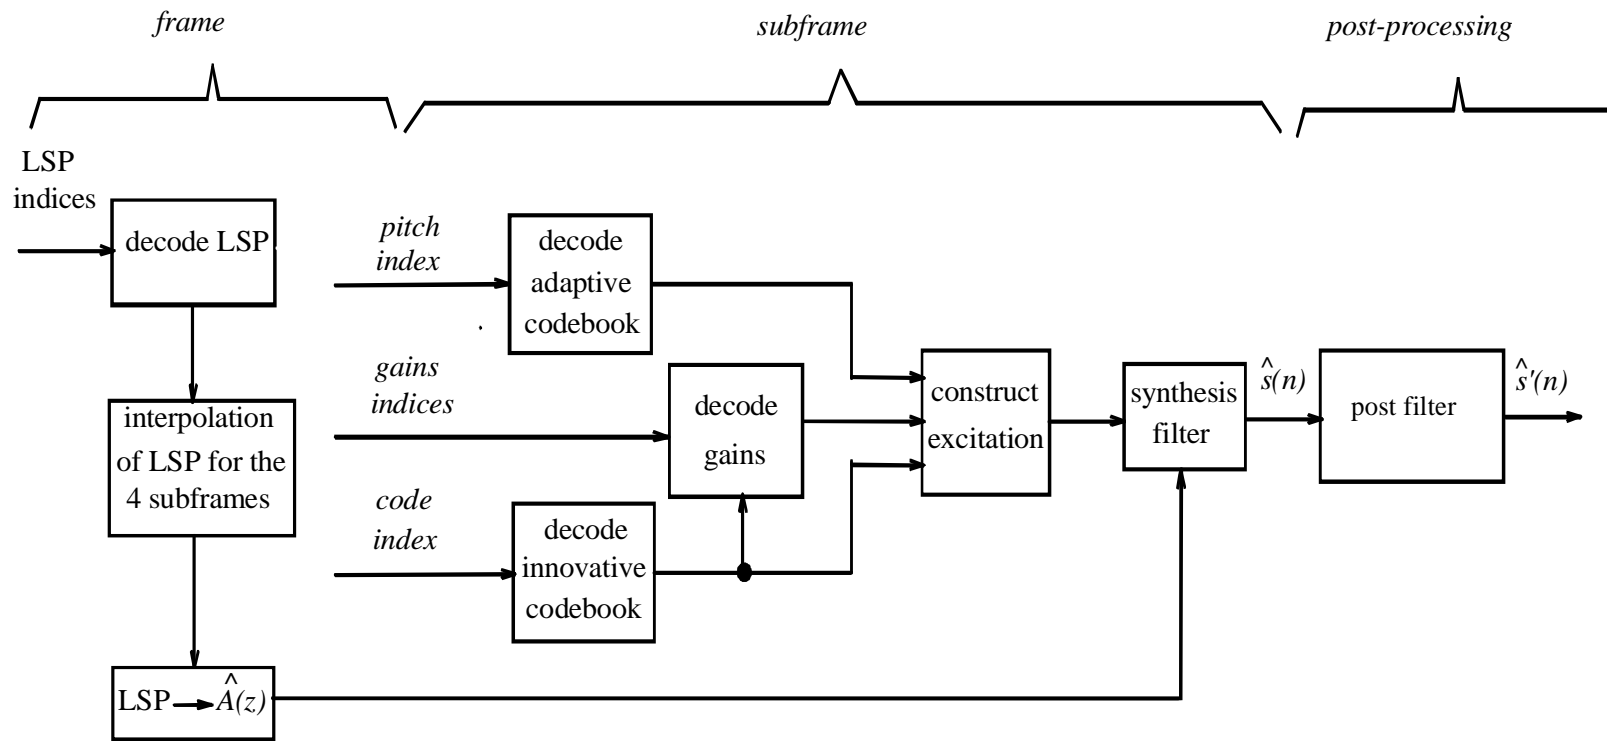 frame
subframe
post-processing
LSP
indices
decode LSP
interpolation
of LSP for the
4 subframes
LSP → Â(z)
pitch
index
decode
adaptive
codebook
gains
indices
decode
gains
code
index
decode
innovative
codebook
construct
excitation
synthesis
filter
ŝ(n)
post filter
ŝ'(n)